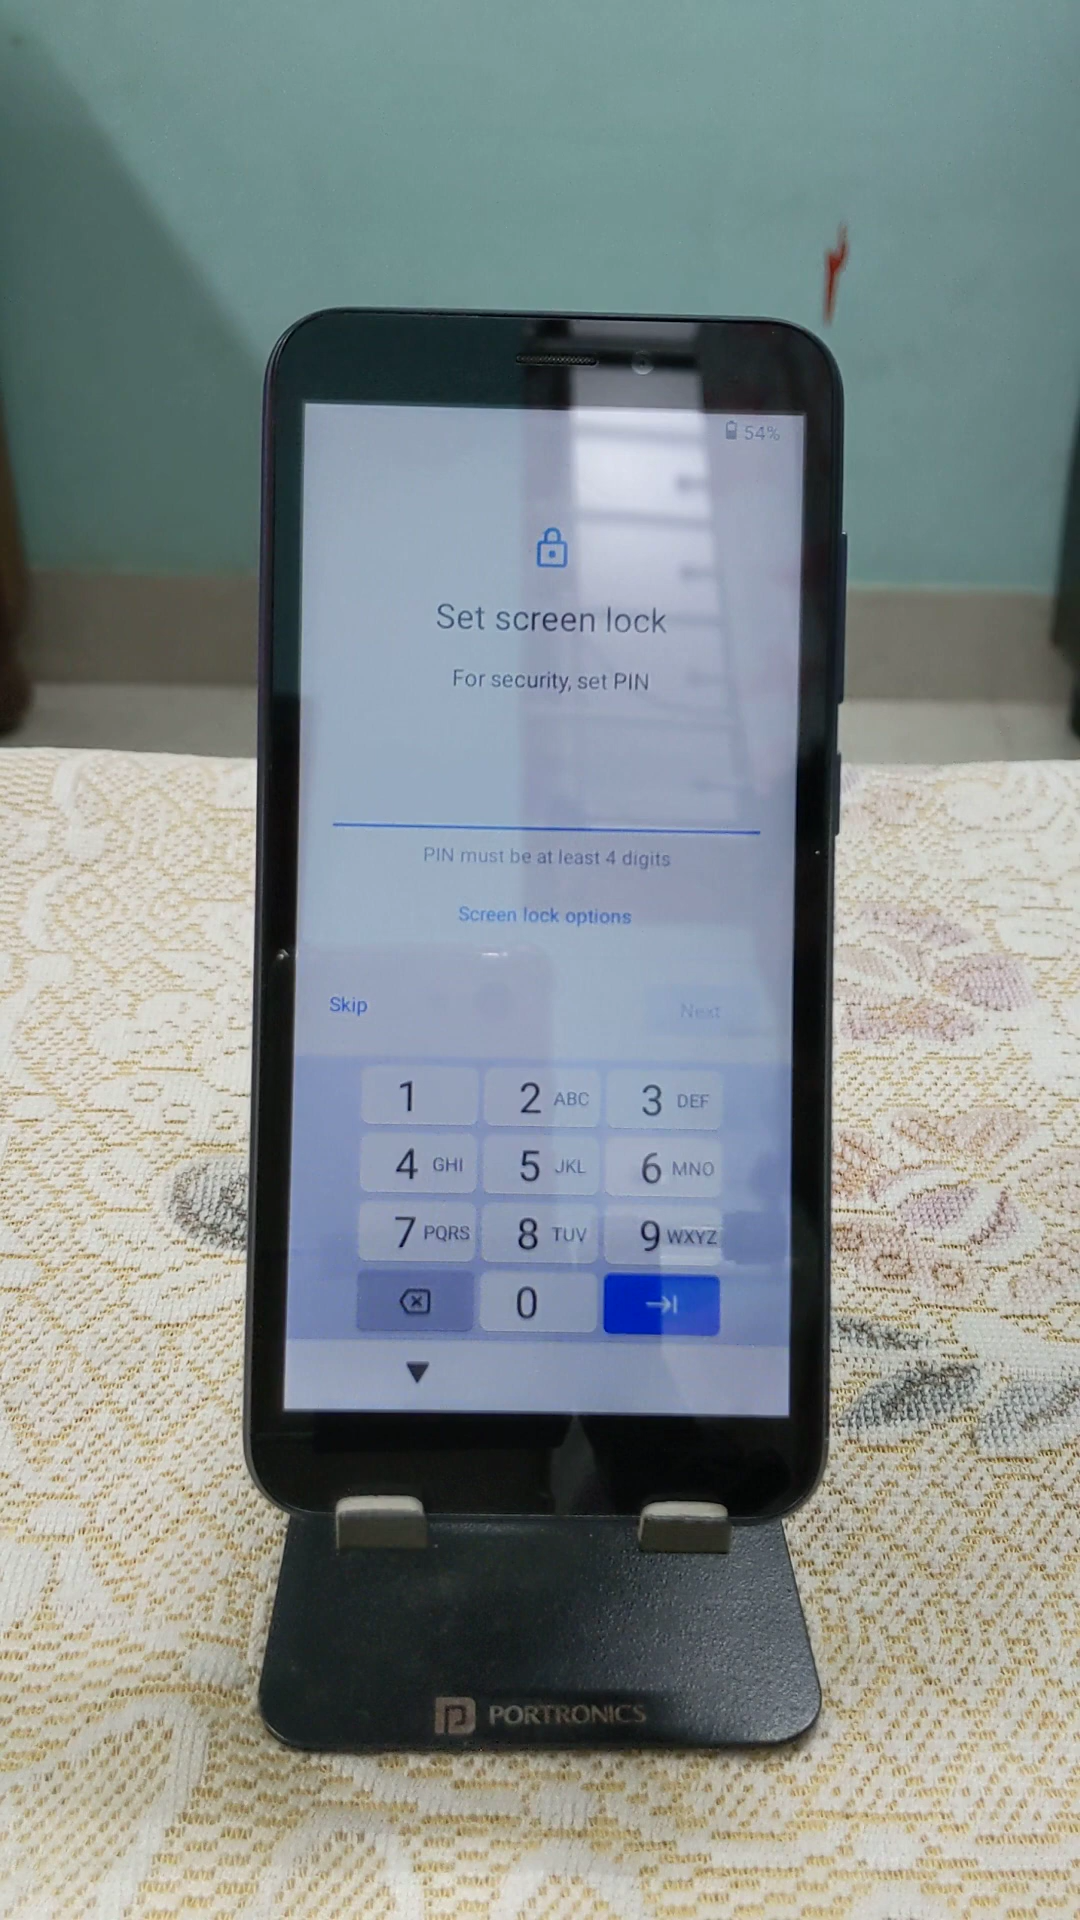 54%
Set screen lock
For security, set PIN
PIN must be at least 4 digits
Screen lock options
Skip Next
1 2 ABC 3 DEF
4 GHI 5 JKL 6 MNO
7 PQRS 8 TUV 9 WXYZ
0
PORTRONICS